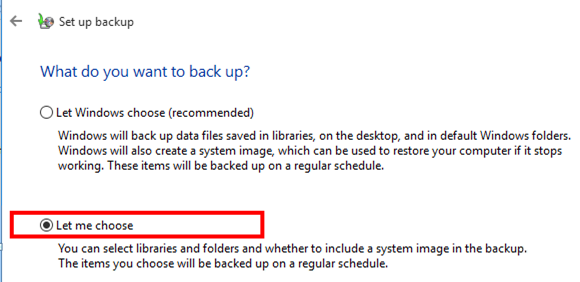 Set up backup
What do you want to back up?
Let Windows choose (recommended)
Windows will back up data files saved in libraries, on the desktop, and in default Windows folders.
Windows will also create a system image, which can be used to restore your computer if it stops
working. These items will be backed up on a regular schedule.
Let me choose
You can select libraries and folders and whether to include a system image in the backup.
The items you choose will be backed up on a regular schedule.